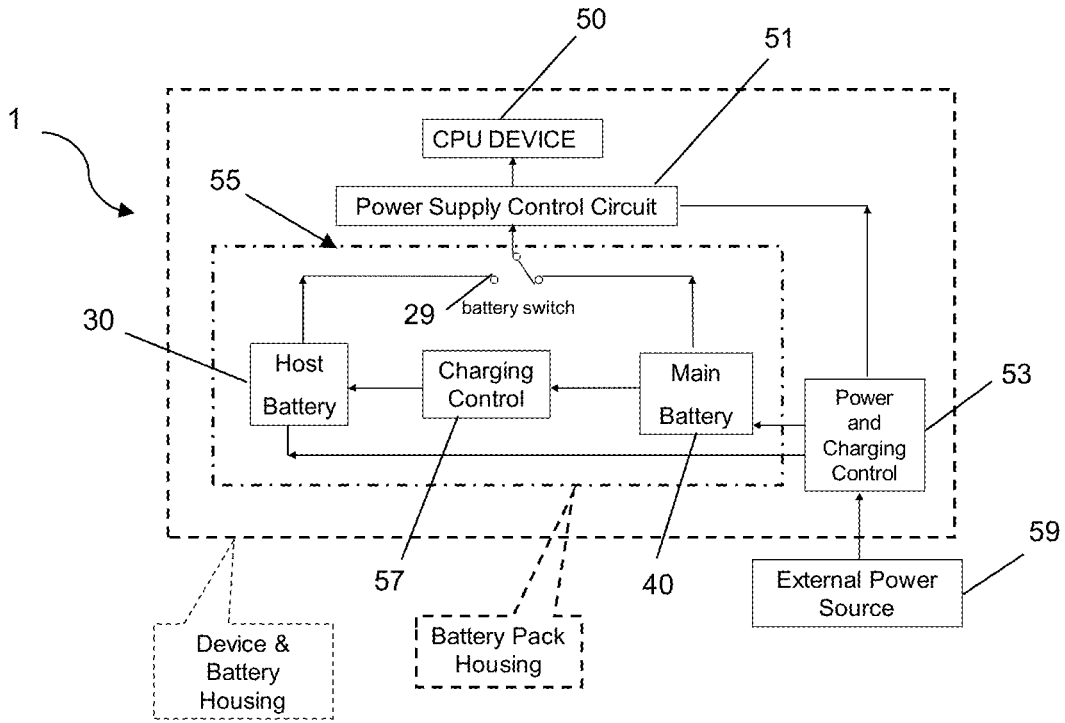 50
51
1
CPU DEVICE
55
Power Supply Control Circuit
29
battery switch
30
Host
Battery
Charging
Control
Main
Battery
53
Power
and
Charging
Control
57
40
59
External Power
Source
Device &
Battery
Housing
Battery Pack
Housing